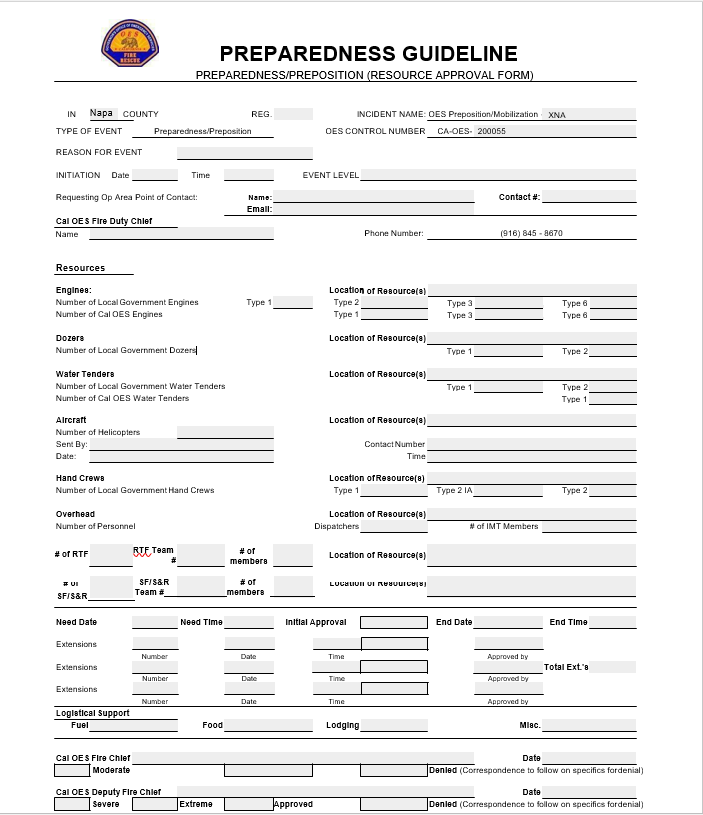 OES
FIRE
RESCUE
PREPAREDNESS GUIDELINE
PREPAREDNESS/PREPOSITION (RESOURCE APPROVAL FORM)
IN Napa COUNTY REG. INCIDENT NAME: OES Preposition/Mobilization - XNA
TYPE OF EVENT Preparedness/Preposition OES CONTROL NUMBER CA-OES- 200055
REASON FOR EVENT
INITIATION Date Time EVENT LEVEL
Requesting Op Area Point of Contact: Name: Contact #:
Email:
Cal OES Fire Duty Chief
Name Phone Number: (916) 845 - 8670
Resources
Engines: Location of Resource(s)
Number of Local Government Engines Type 1 Type 2 Type 3 Type 6
Number of Cal OES Engines Type 1 Type 3 Type 6
Dozers Location of Resource(s)
Number of Local Government Dozers Type 1 Type 2
Water Tenders Location of Resource(s)
Number of Local Government Water Tenders Type 1 Type 2
Number of Cal OES Water Tenders Type 1
Aircraft Location of Resource(s)
Number of Helicopters
Sent By: Contact Number
Date: Time
Hand Crews Location of Resource(s)
Number of Local Government Hand Crews Type 1 Type 2 IA Type 2
Overhead Location of Resource(s)
Number of Personnel Dispatchers # of IMT Members
# of RTF RTF Team # # of members Location of Resource(s)
# of SF/S&R SF/S&R Team # # of members Location of Resource(s)
Need Date Need Time Initial Approval End Date End Time
Extensions
Number Date Time Approved by
Extensions Total Ext.'s
Number Date Time Approved by
Extensions
Number Date Time Approved by
Logistical Support
Fuel Food Lodging Misc.
Cal OES Fire Chief Date
Moderate Denied (Correspondence to follow on specifics fordenial)
Cal OES Deputy Fire Chief Date
Severe Extreme Approved Denied (Correspondence to follow on specifics fordenial)